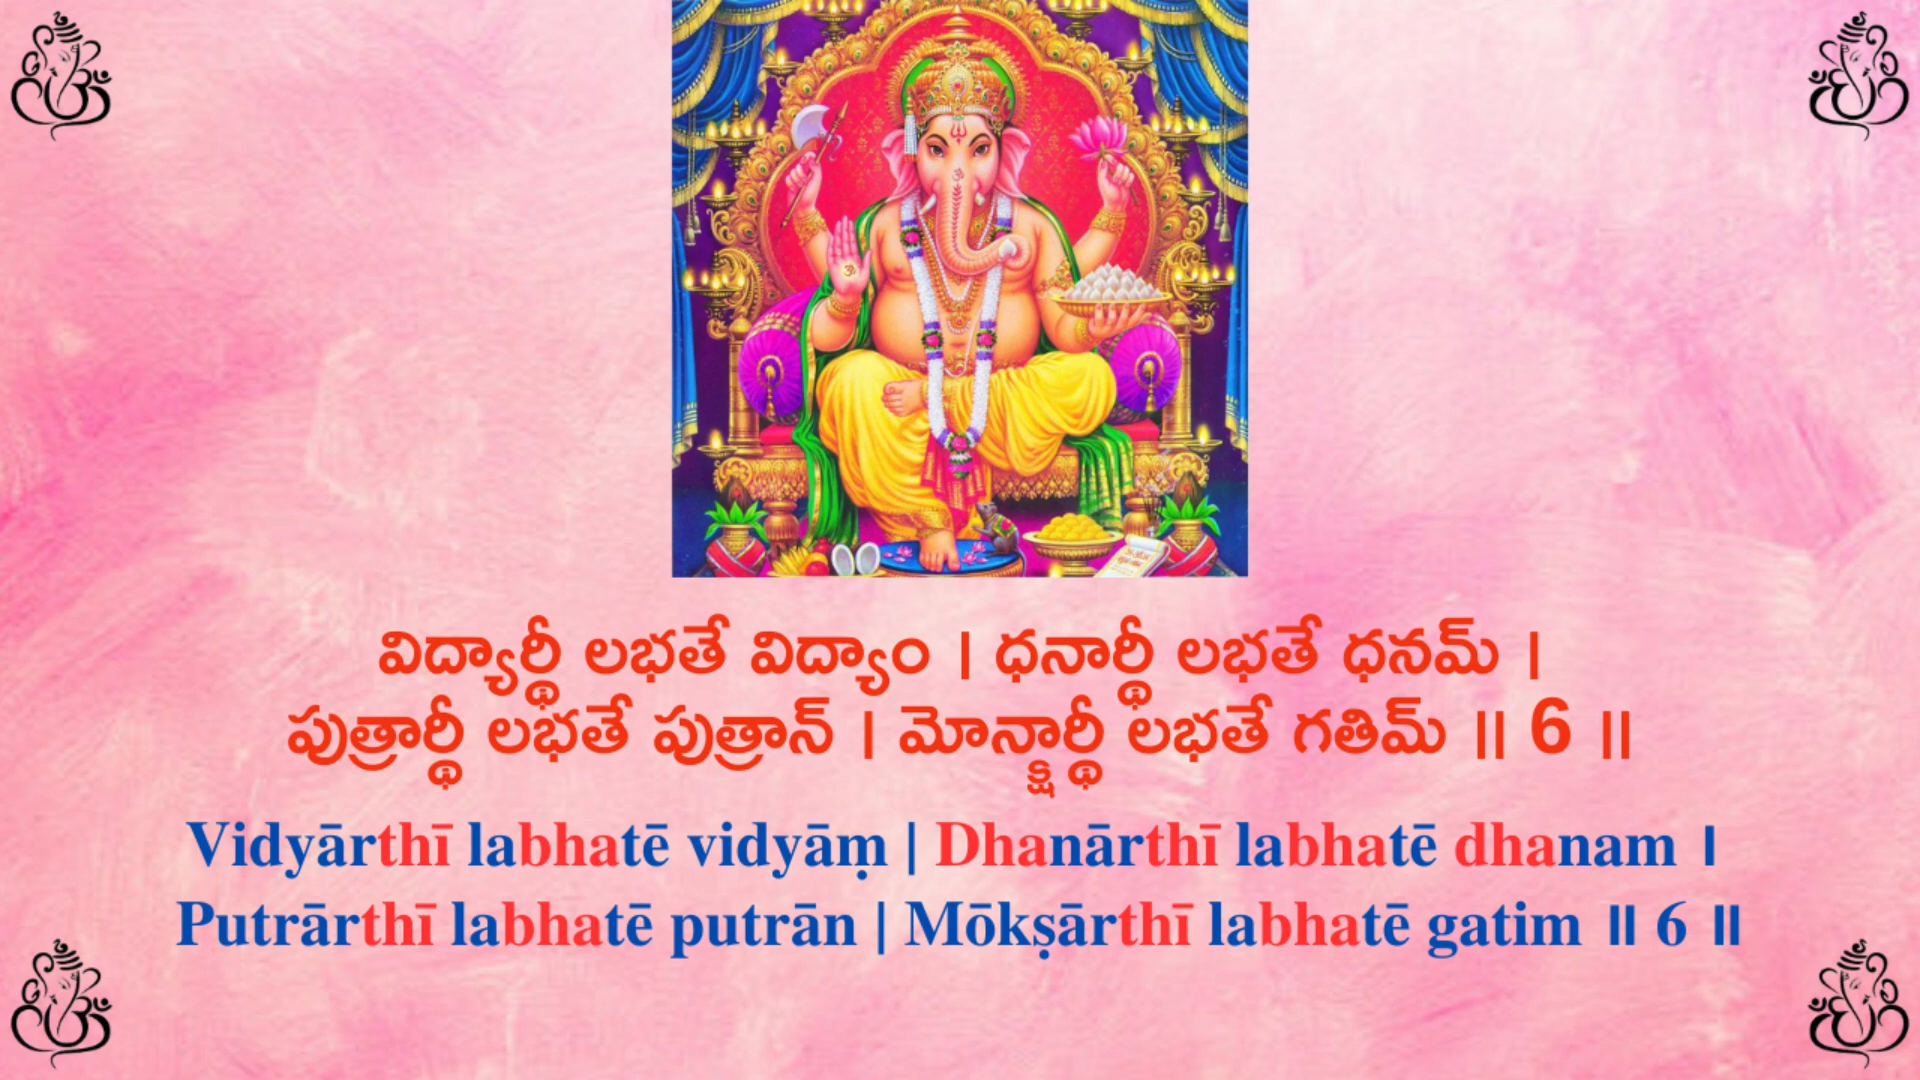 విద్యార్థీ లభతే విద్యాం । ధనార్థీ లభతే ధనమ్ ।
పుత్రార్థీ లభతే పుత్రాన్ । మోన్క్షార్థీ లభతే గతిమ్ ॥ 6 ॥
Vidyārthī labhatē vidyāṃ | Dhanārthī labhatē dhanam ।
Putrārthī labhatē putrān | Mōkṣārthī labhatē gatim ॥ 6 ॥